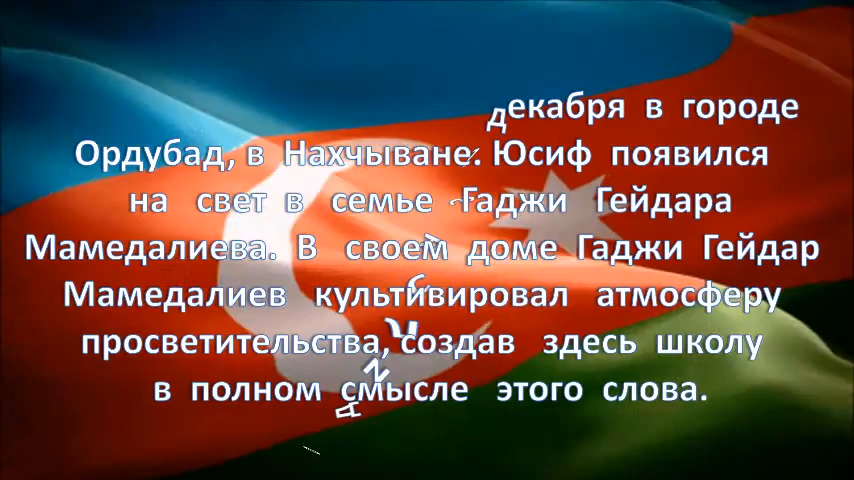 декабря в городе
Ордубад, в Нахчыване. Юсиф появился
на свет в семье Гаджи Гейдара
Мамедалиева. В своем доме Гаджи Гейдар
Мамедалиев культивировал атмосферу
просветительства, создав здесь школу
в полном смысле этого слова.